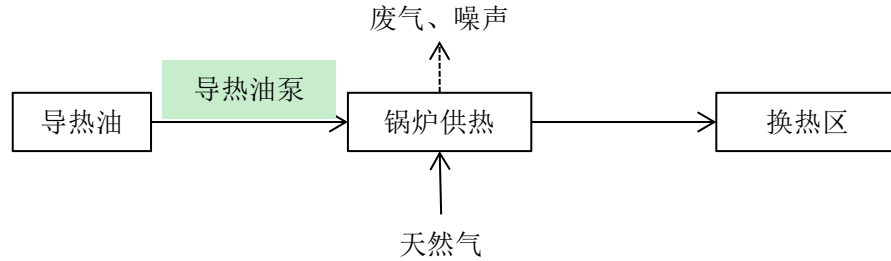 废气、噪声
导热油泵
导热油
锅炉供热
换热区
天然气